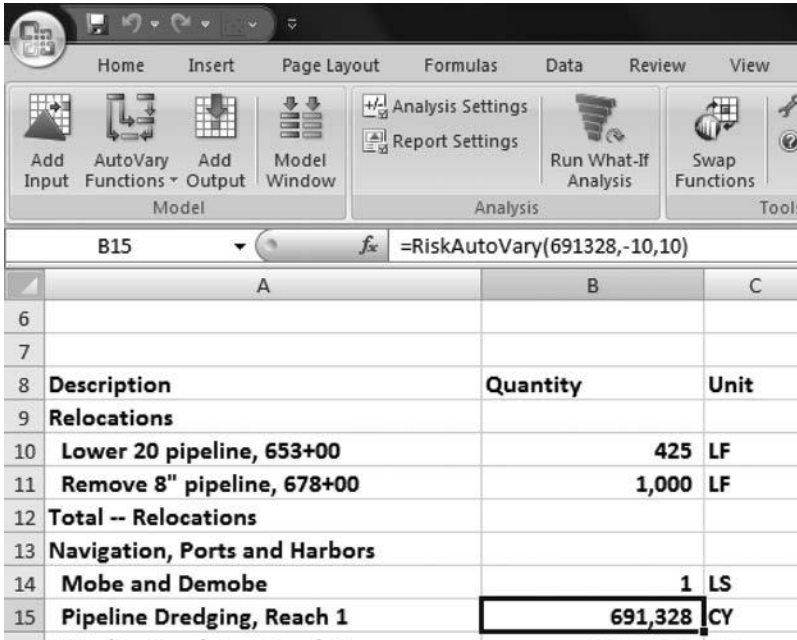 Home Insert Page Layout Formulas Data Review View
Add Input
AutoVary Functions
Add Output
Model Window
Model
+/- Analysis Settings
Report Settings
Run What-If Analysis
Analysis
Swap Functions
Tools
B15 fx =RiskAutoVary(691328,-10,10)
A B C
6
7
8 Description Quantity Unit
9 Relocations
10 Lower 20 pipeline, 653+00 425 LF
11 Remove 8" pipeline, 678+00 1,000 LF
12 Total -- Relocations
13 Navigation, Ports and Harbors
14 Mobe and Demobe 1 LS
15 Pipeline Dredging, Reach 1 691,328 CY